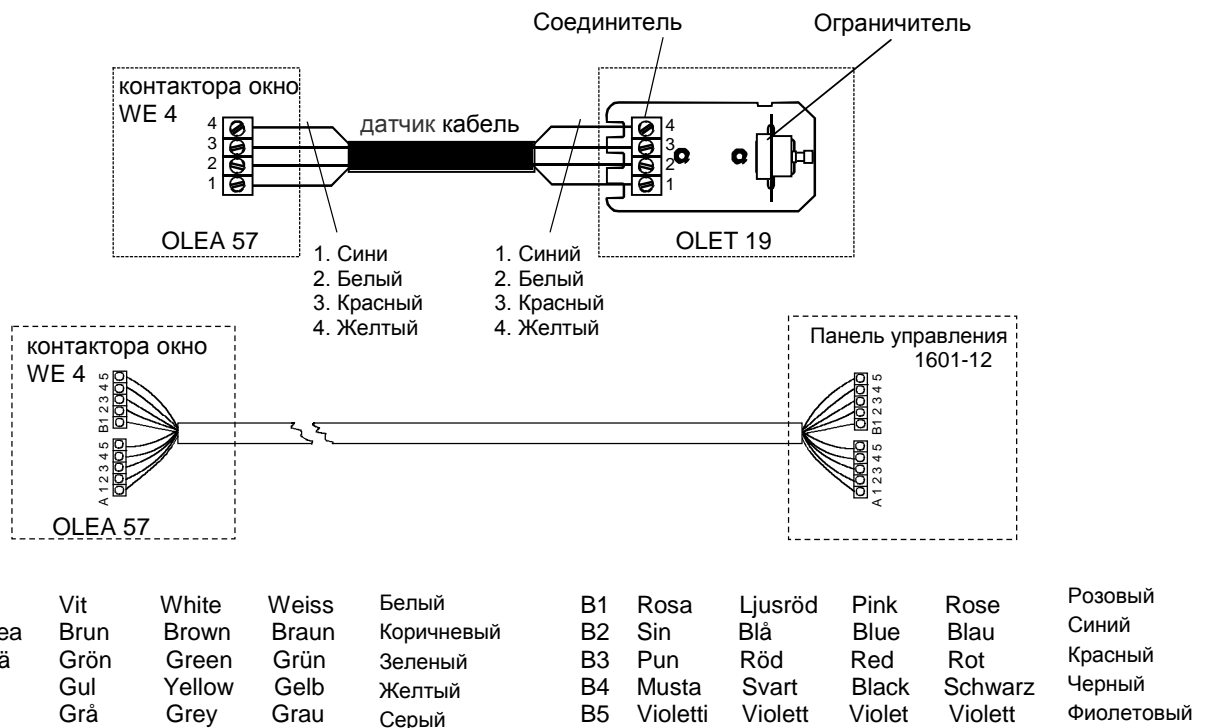 Соединитель Ограничитель
контактора окно
WE 4
4
3
2
1
датчик кабель
4
3
2
1
OLEA 57
OLET 19
1. Сини
2. Белый
3. Красный
4. Желтый
1. Синий
2. Белый
3. Красный
4. Желтый
контактора окно
WE 4
B 1 2 3 4 5
A 1 2 3 4 5
OLEA 57
Панель управления
1601-12
B 1 2 3 4 5
A 1 2 3 4 5
Vit White Weiss Белый B1 Rosa Ljusröd Pink Rose Розовый
ea Brun Brown Braun Коричневый B2 Sin Blå Blue Blau Синий
ä Grön Green Grün Зеленый B3 Pun Röd Red Rot Красный
Gul Yellow Gelb Желтый B4 Musta Svart Black Schwarz Черный
Grå Grey Grau Серый B5 Violetti Violett Violet Violett Фиолетовый